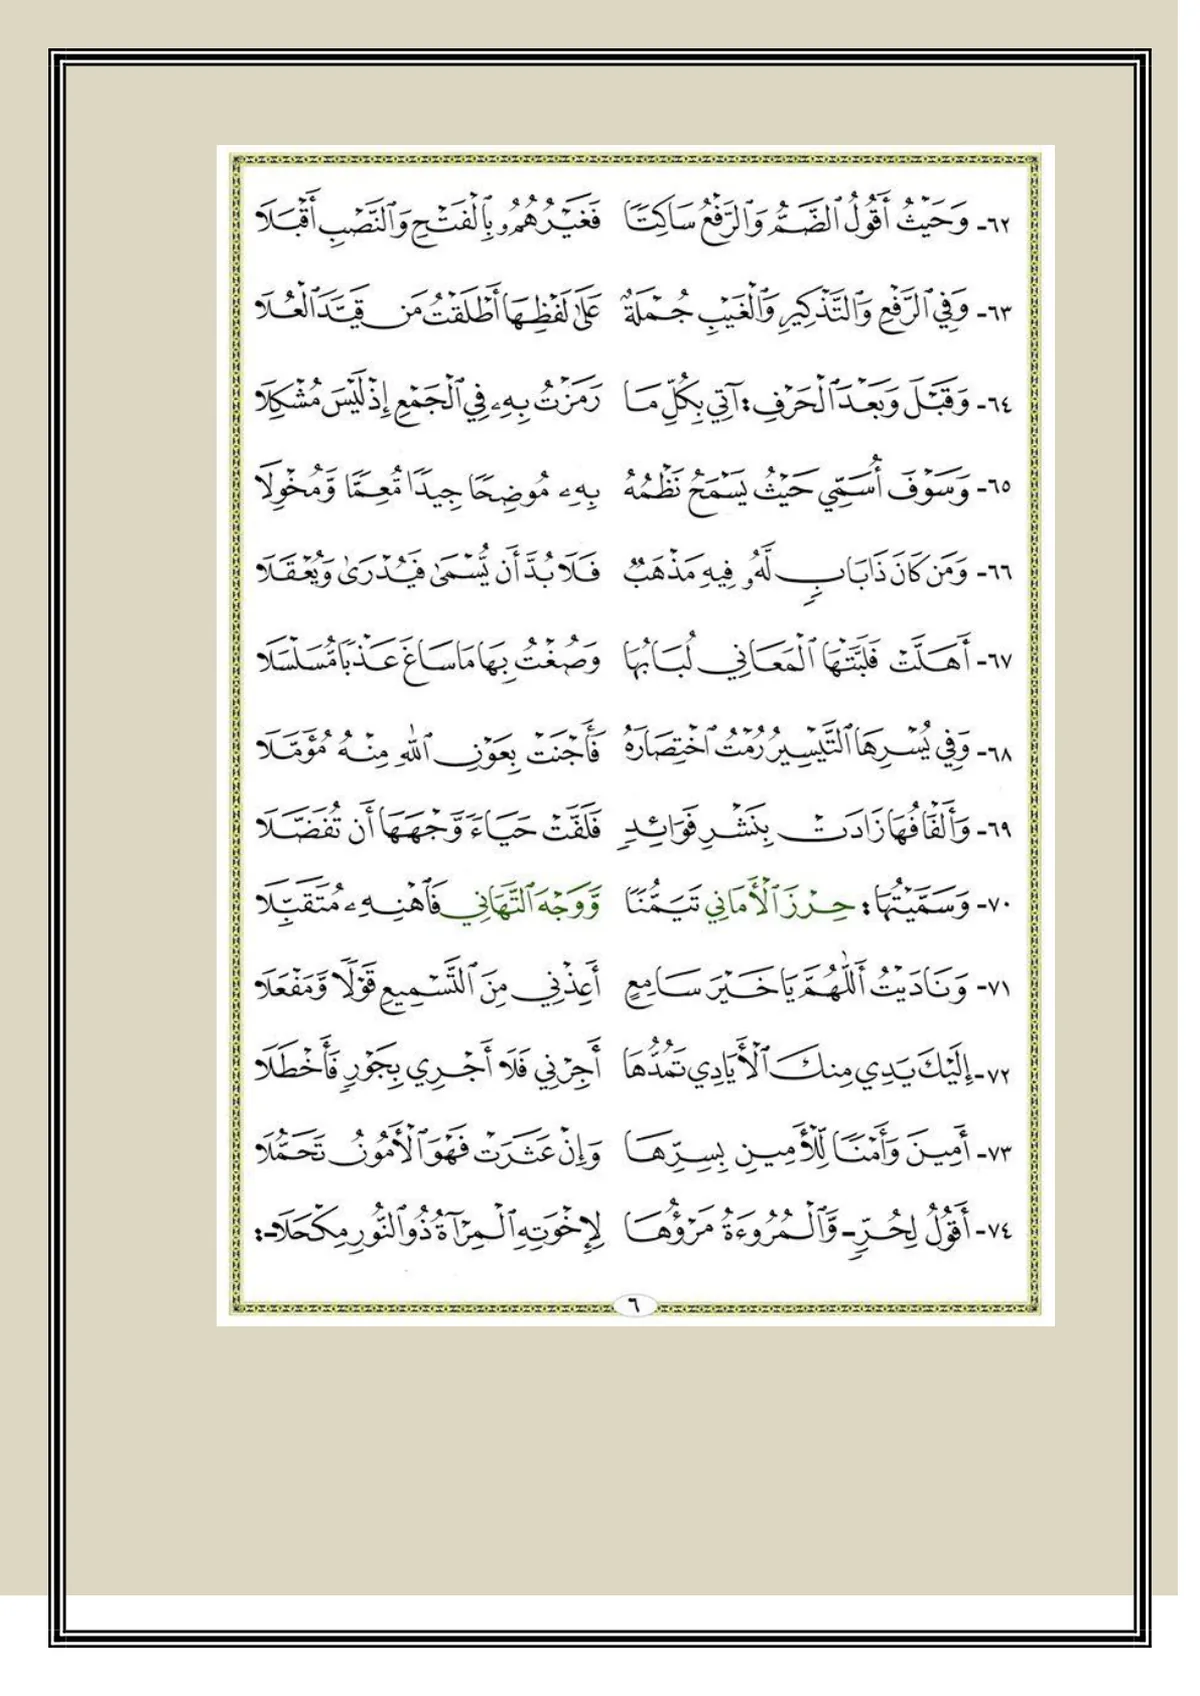 ٦٢- وَحَيْثُ أَقُولُ الضَّمُّ وَالرَّفْعُ سَاكِتًا فَغَيْرُهُمُ بِالْفَتْحِ وَالنَّصْبِ أَقْبَلَا
٦٣- وَفِي الرَّفْعِ وَالتَّذْكِيرِ وَالْغَيْبِ جُمْلَةٌ عَلَى لَفْظِهَا أَطْلَقْتُ مَن قَيَّدَ الْعُلَا
٦٤- وَقَبْلَ وَبَعْدَ الْحَرْفِ: آتِي بِكُلِّ مَا رَمَزْتُ بِهِ فِي الْجَمْعِ إِذْ لَيْسَ مُشْكِلَا
٦٥- وَسَوْفَ أُسَمِّي حَيْثُ يَسْمَحُ نَظْمُهُ بِهِ مُوضِحًا جِيدًا مُّعِمًّا وَّمُخْوِلَا
٦٦- وَمَن كَانَ ذَا بَابٍ لَّهُ فِيهِ مَذْهَبٌ فَلَا بُدَّ أَن يُّسْمَى فَيُدْرَى وَيُعْقَلَا
٦٧- أَهَلَّتْ فَلَبَّتْهَا الْمَعَانِي لُبَابُهَا وَصُغْتُ بِهَا مَا سَاغَ عَذْبًا مُّسَلْسَلَا
٦٨- وَفِي يُسْرِهَا التَّيْسِيرُ رُمْتُ اخْتِصَارَهُ فَأَجْنَتْ بِعَوْنِ اللَّهِ مِنْهُ مُؤَمَّلَا
٦٩- وَأَلْفَافُهَا زَادَتْ بِنَشْرِ فَوَائِدٍ فَلَفَّتْ حَيَاءً وَّجْهَهَا أَن تُفَضَّلَا
٧٠- وَسَمَّيْتُهَا: حِرْزَ الْأَمَانِي تَيَمُّنًا وَّوَجْهَ التَّهَانِي فَاهْنِهِ مُتَقَبِّلَا
٧١- وَنَادَيْتُ أَللَّهُمَّ يَا خَيْرَ سَامِعٍ أَعِذْنِي مِنَ التَّسْمِيعِ قَوْلًا وَّمَفْعَلَا
٧٢- إِلَيْكَ يَدِي مِنكَ الْأَيَادِي تَمُدُّهَا أَجِرْنِي فَلَا أَجْرِي بِجَوْرٍ فَأَخْطَلَا
٧٣- أَمِينَ وَأَمْنًا لِّلْأَمِينِ بِسِرِّهَا وَإِنْ عَثَرَتْ فَهْوَ الْأَمُونُ تَحَمُّلَا
٧٤- أَقُولُ لِحُرٍّ- وَّالْمُرُوءَةُ مَرْؤُهَا لِإِخْوَتِهِ الْمِرْآةُ ذُو النُّورِ مِكْحَلَا-:
٦